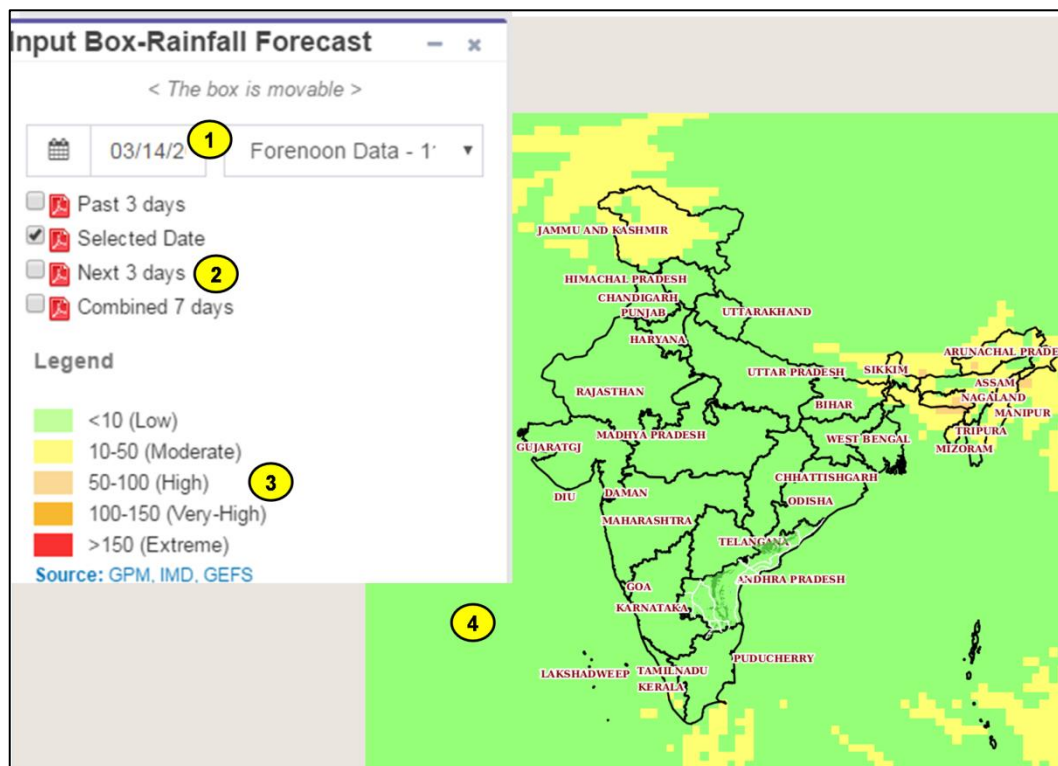 Input Box-Rainfall Forecast
< The box is movable >
03/14/2
1
Forenoon Data - 1
Past 3 days
Selected Date
Next 3 days
2
Combined 7 days
Legend
<10 (Low)
10-50 (Moderate)
50-100 (High)
3
100-150 (Very-High)
>150 (Extreme)
Source: GPM, IMD, GEFS
4
JAMMU AND KASHMIR
HIMACHAL PRADESH
CHANDIGARH
PUNJAB
UTTARAKHAND
HARYANA
ARUNACHAL PRADE
UTTAR PRADESH
SIKKIM
ASSAM
RAJASTHAN
NAGALAND
BIHAR
MANIPUR
TRIPURA
MADHYA PRADESH
WEST BENGAL
GUJARATGJ
MIZORAM
CHHATTISHGARH
DIU
DAMAN
ODISHA
MAHARASHTRA
TELANGANA
ANDHRA PRADESH
GOA
KARNATAKA
PUDUCHERRY
LAKSHADWEEP
TAMILNADU
KERALA